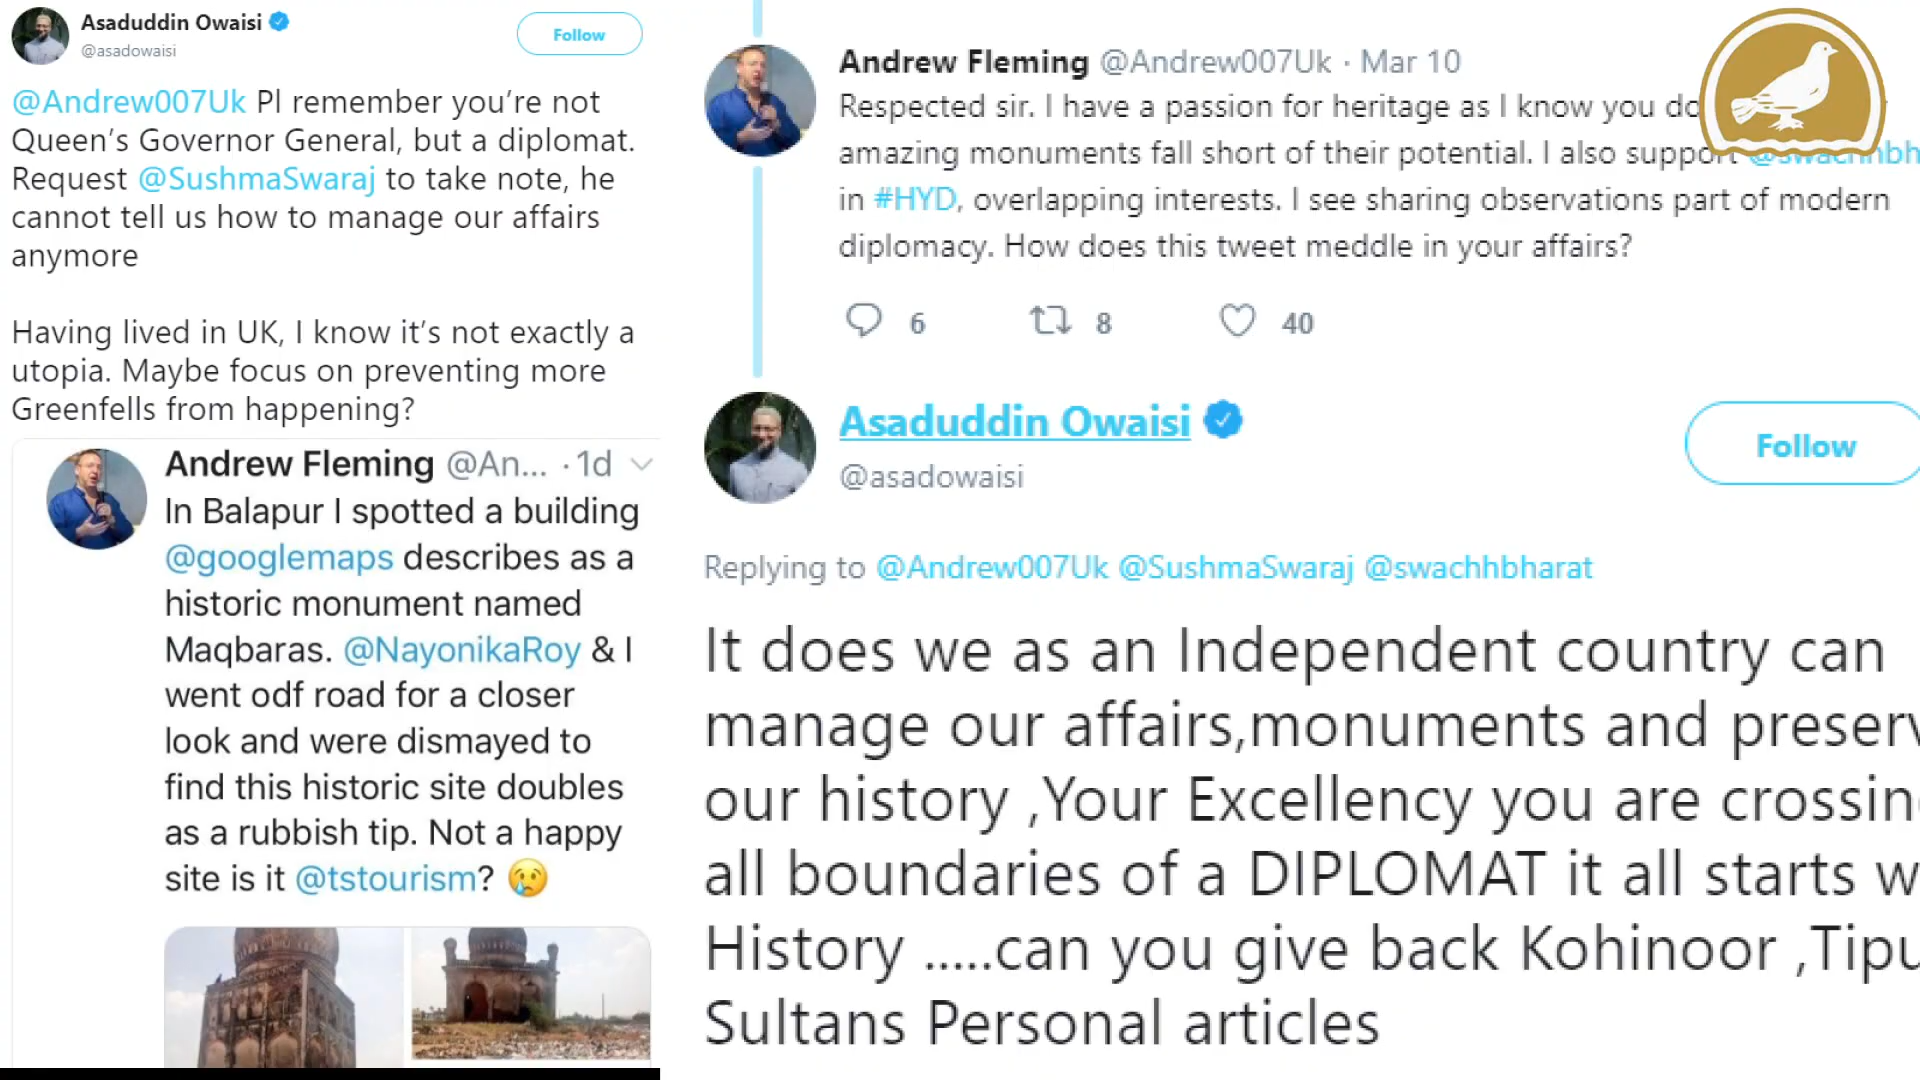 Asaduddin Owaisi
@asadowaisi
Follow
@Andrew007Uk Pl remember you’re not
Queen’s Governor General, but a diplomat.
Request @SushmaSwaraj to take note, he
cannot tell us how to manage our affairs
anymore
Having lived in UK, I know it’s not exactly a
utopia. Maybe focus on preventing more
Greenfells from happening?
Andrew Fleming @An... · 1d
In Balapur I spotted a building
@googlemaps describes as a
historic monument named
Maqbaras. @NayonikaRoy & I
went odf road for a closer
look and were dismayed to
find this historic site doubles
as a rubbish tip. Not a happy
site is it @tstourism? 😢
Andrew Fleming @Andrew007Uk · Mar 10
Respected sir. I have a passion for heritage as I know you do
amazing monuments fall short of their potential. I also support
in #HYD, overlapping interests. I see sharing observations part of modern
diplomacy. How does this tweet meddle in your affairs?
6 8 40
Asaduddin Owaisi
@asadowaisi
Follow
Replying to @Andrew007Uk @SushmaSwaraj @swachhbharat
It does we as an Independent country can
manage our affairs,monuments and preserv
our history ,Your Excellency you are crossin
all boundaries of a DIPLOMAT it all starts w
History .....can you give back Kohinoor ,Tipu
Sultans Personal articles